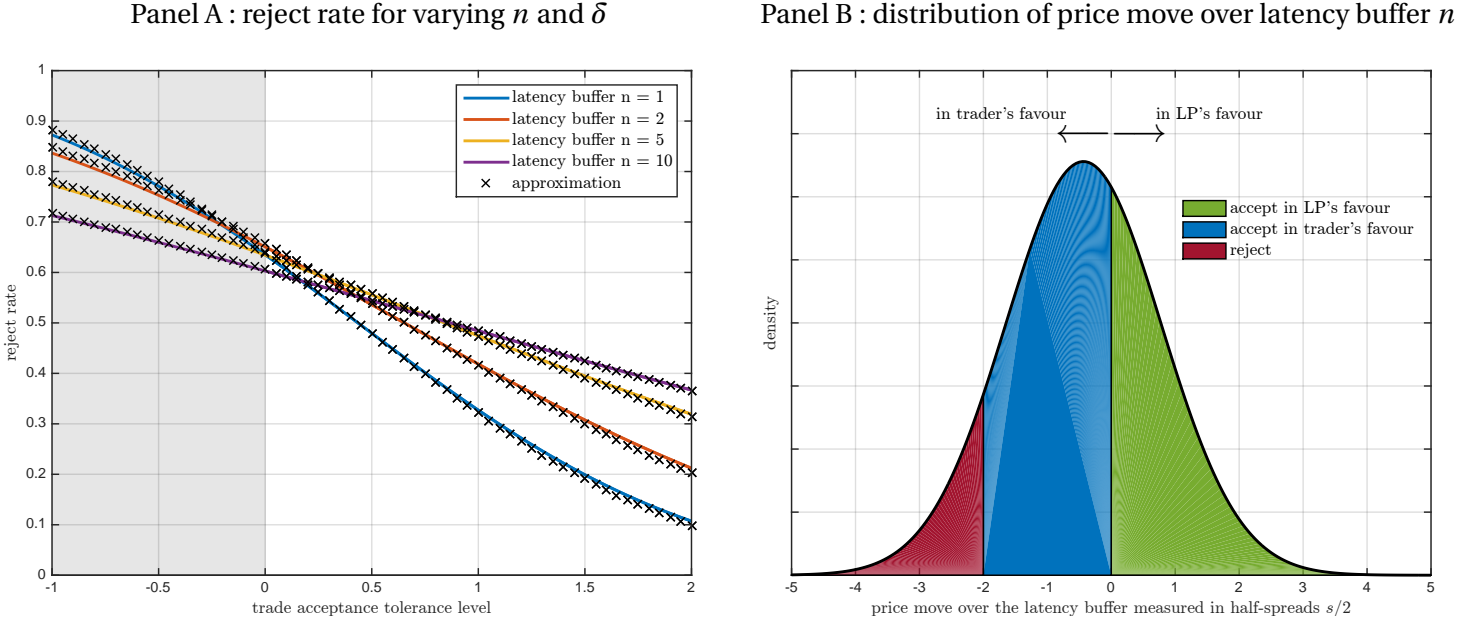 Panel A : reject rate for varying n and δ
1
0.9
0.8
0.7
0.6
0.5
0.4
0.3
0.2
0.1
0
reject rate
latency buffer n = 1
latency buffer n = 2
latency buffer n = 5
latency buffer n = 10
approximation
-1 -0.5 0 0.5 1 1.5 2
trade acceptance tolerance level
Panel B : distribution of price move over latency buffer n
density
in trader's favour in LP's favour
accept in LP's favour
accept in trader's favour
reject
-5 -4 -3 -2 -1 0 1 2 3 4 5
price move over the latency buffer measured in half-spreads s/2